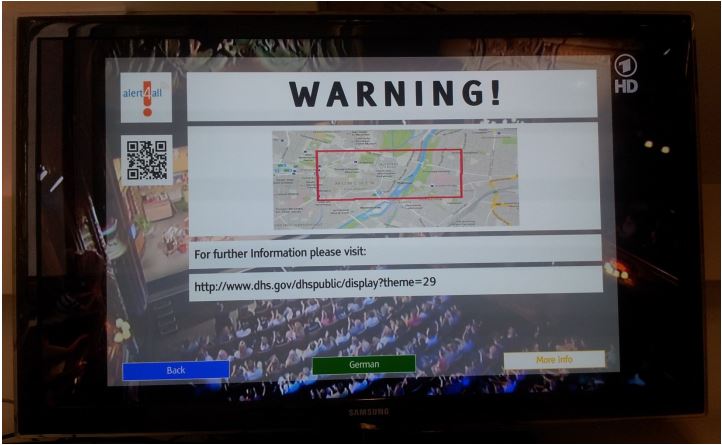 WARNING!
alert4all
HD
For further Information please visit:
http://www.dhs.gov/dhspublic/display?theme=29
Back
German
More Info
SAMSUNG